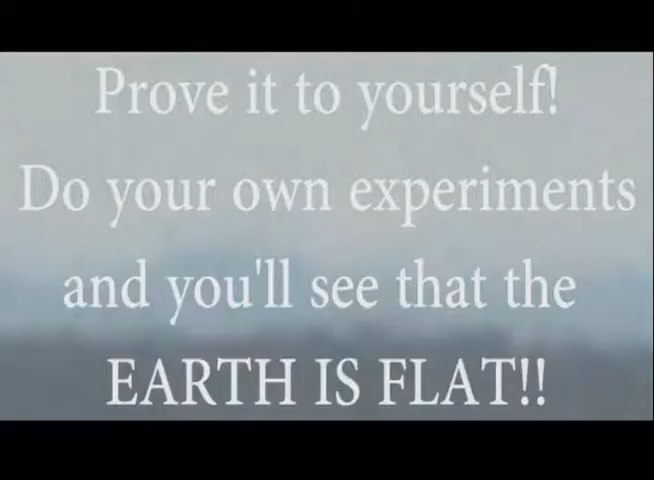 Prove it to yourself!
Do your own experiments
and you'll see that the
EARTH IS FLAT!!